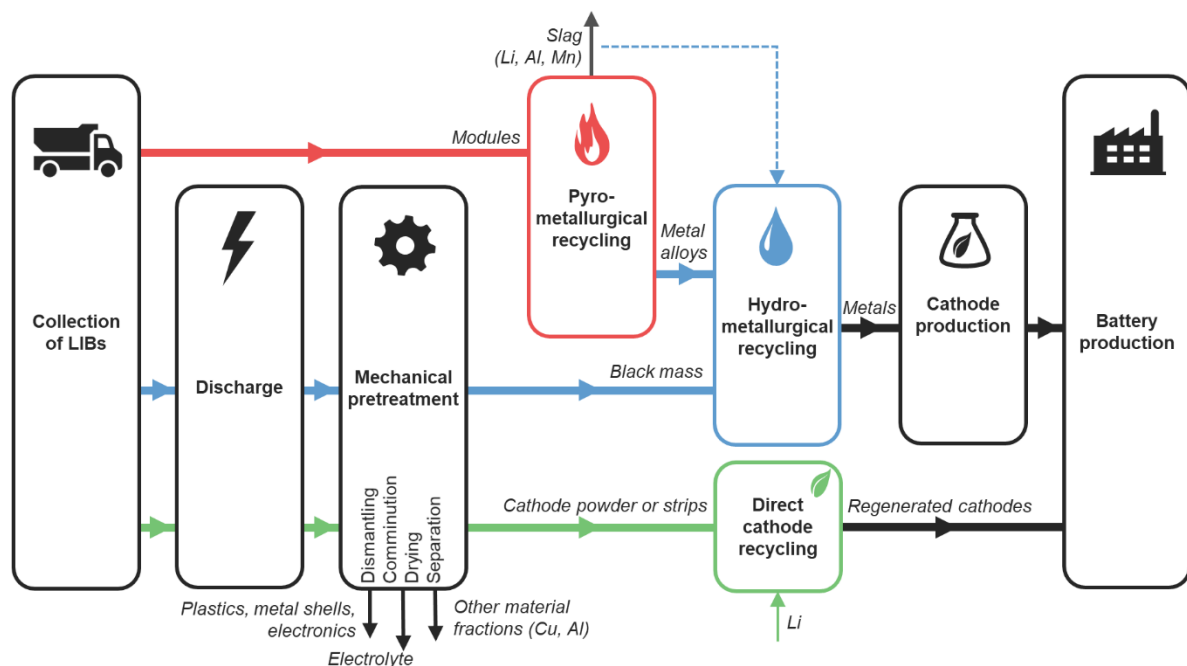 Slag
(Li, Al, Mn)
Modules
Pyro-
metallurgical
recycling
Metal
alloys
Collection
of LIBs
Discharge
Mechanical
pretreatment
Black mass
Hydro-
metallurgical
recycling
Metals
Cathode
production
Battery
production
Dismantling
Comminution
Drying
Separation
Cathode powder or strips
Direct
cathode
recycling
Regenerated cathodes
Plastics, metal shells,
electronics
Electrolyte
Other material
fractions (Cu, Al)
Li